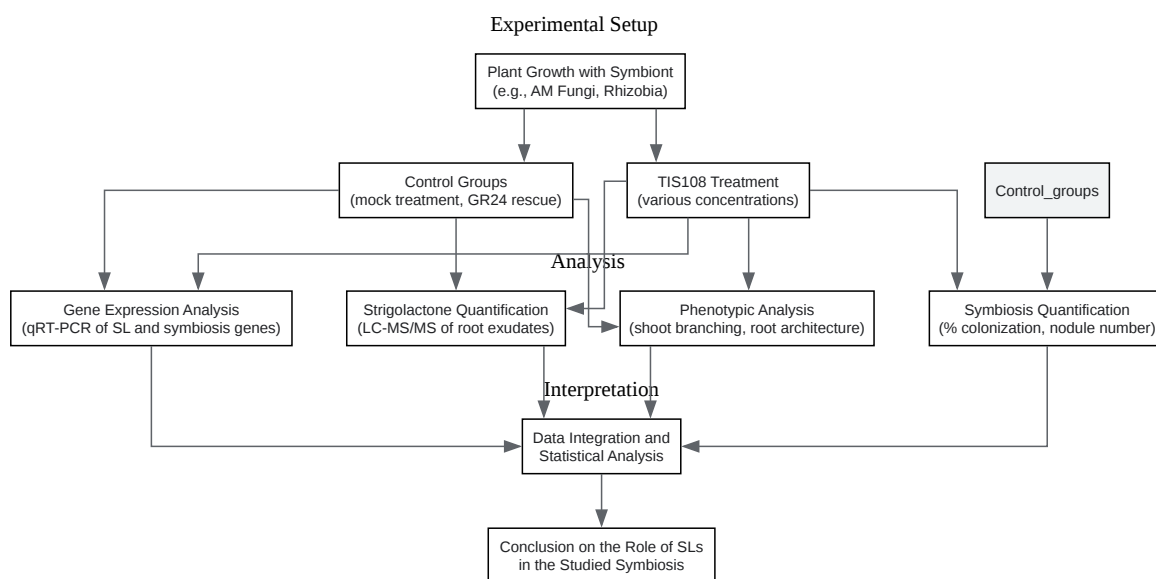 Experimental Setup
Plant Growth with Symbiont
(e.g., AM Fungi, Rhizobia)
Control Groups
(mock treatment, GR24 rescue)
TIS108 Treatment
(various concentrations)
Control_groups
Analysis
Gene Expression Analysis
(qRT-PCR of SL and symbiosis genes)
Strigolactone Quantification
(LC-MS/MS of root exudates)
Phenotypic Analysis
(shoot branching, root architecture)
Symbiosis Quantification
(% colonization, nodule number)
Interpretation
Data Integration and
Statistical Analysis
Conclusion on the Role of SLs
in the Studied Symbiosis